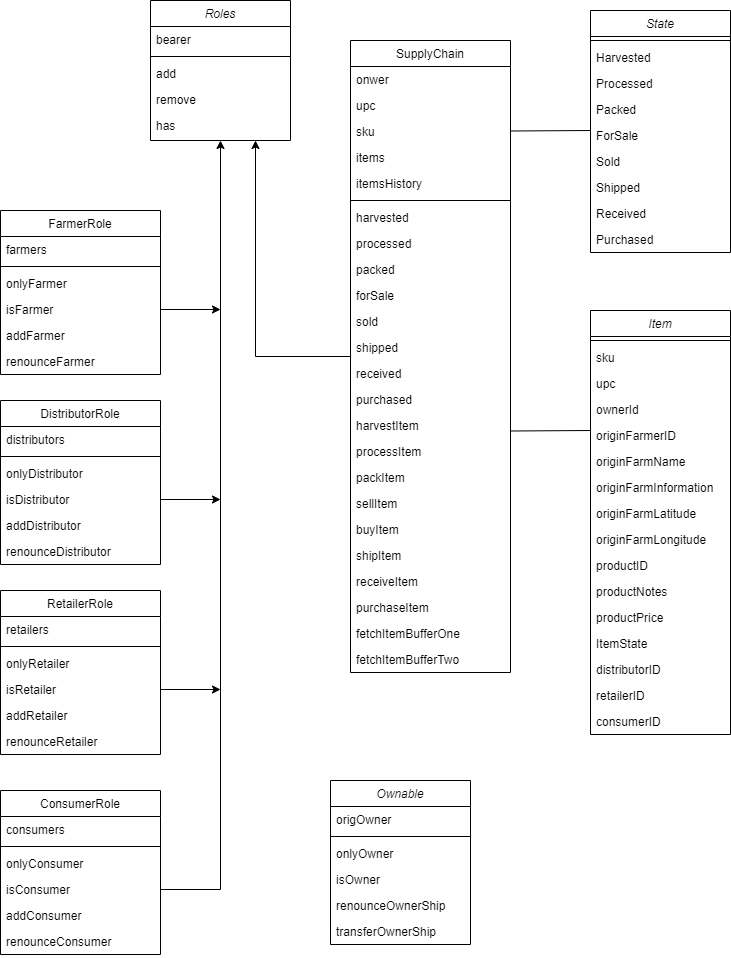 Roles
bearer
add
remove
has
SupplyChain
onwer
upc
sku
items
itemsHistory
harvested
processed
packed
forSale
sold
shipped
received
purchased
harvestItem
processItem
packItem
sellItem
buyItem
shipItem
receiveItem
purchaseItem
fetchItemBufferOne
fetchItemBufferTwo
State
Harvested
Processed
Packed
ForSale
Sold
Shipped
Received
Purchased
FarmerRole
farmers
onlyFarmer
isFarmer
addFarmer
renounceFarmer
DistributorRole
distributors
onlyDistributor
isDistributor
addDistributor
renounceDistributor
RetailerRole
retailers
onlyRetailer
isRetailer
addRetailer
renounceRetailer
ConsumerRole
consumers
onlyConsumer
isConsumer
addConsumer
renounceConsumer
Item
sku
upc
ownerId
originFarmerID
originFarmName
originFarmInformation
originFarmLatitude
originFarmLongitude
productID
productNotes
productPrice
ItemState
distributorID
retailerID
consumerID
Ownable
origOwner
onlyOwner
isOwner
renounceOwnerShip
transferOwnerShip